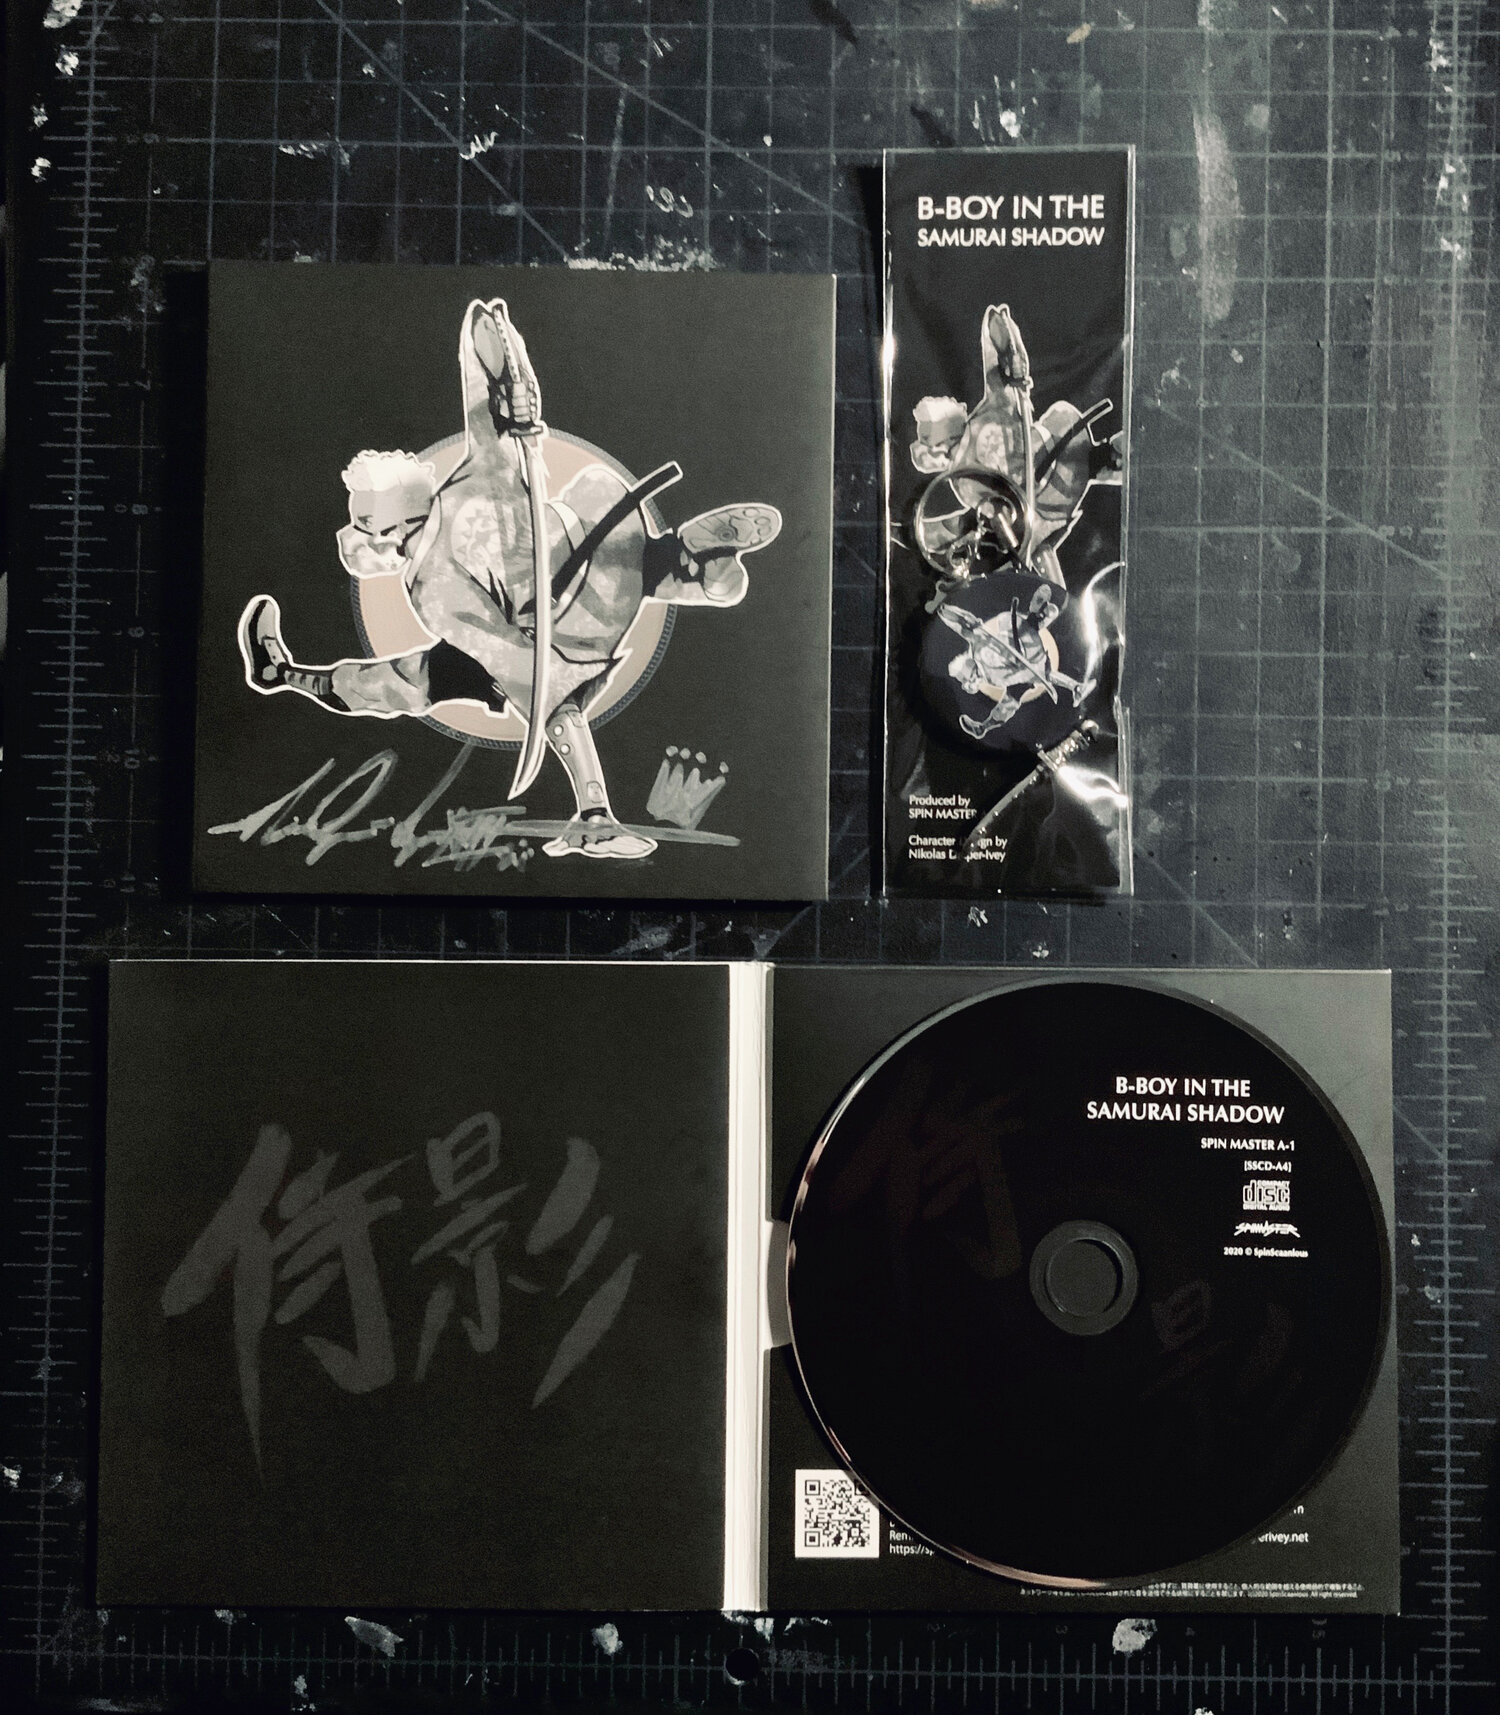 B-BOY IN THE
SAMURAI SHADOW
Produced by
SPIN MASTER
Character
Nikolas
侍影
B-BOY IN THE
SAMURAI SHADOW
SPIN MASTER A-1
[SSCD-A4]
COMPACT
disc
DIGITAL AUDIO
SPINMASTER
2020 © SpinScaanlous